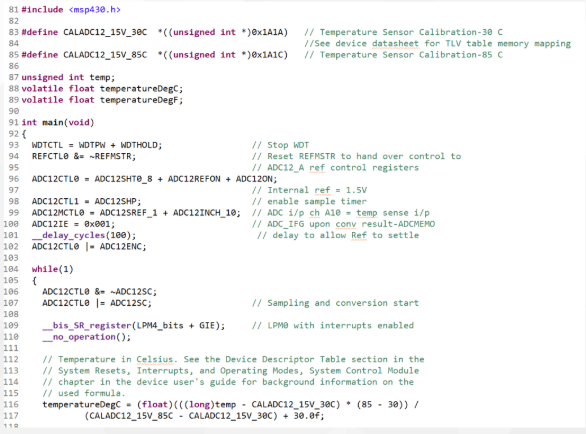 81 #include <msp430.h>
82
83 #define CALADC12_15V_30C *((unsigned int *)0x1A1A) // Temperature Sensor Calibration-30 C
84 //See device datasheet for TLV table memory mapping
85 #define CALADC12_15V_85C *((unsigned int *)0x1A1C) // Temperature Sensor Calibration-85 C
86
87 unsigned int temp;
88 volatile float temperatureDegC;
89 volatile float temperatureDegF;
90
91 int main(void)
92 {
93 WDTCTL = WDTPW + WDTHOLD; // Stop WDT
94 REFCTL0 &= ~REFMSTR; // Reset REFMSTR to hand over control to
95 // ADC12_A ref control registers
96 ADC12CTL0 = ADC12SHT0_8 + ADC12REFON + ADC12ON;
97 // Internal ref = 1.5V
98 ADC12CTL1 = ADC12SHP; // enable sample timer
99 ADC12MCTL0 = ADC12SREF_1 + ADC12INCH_10; // ADC i/p ch A10 = temp sense i/p
100 ADC12IE = 0x001; // ADC_IFG upon conv result-ADCMEMO
101 __delay_cycles(100); // delay to allow Ref to settle
102 ADC12CTL0 |= ADC12ENC;
103
104 while(1)
105 {
106 ADC12CTL0 &= ~ADC12SC;
107 ADC12CTL0 |= ADC12SC; // Sampling and conversion start
108
109 __bis_SR_register(LPM4_bits + GIE); // LPM0 with interrupts enabled
110 __no_operation();
111
112 // Temperature in Celsius. See the Device Descriptor Table section in the
113 // System Resets, Interrupts, and Operating Modes, System Control Module
114 // chapter in the device user's guide for background information on the
115 // used formula.
116 temperatureDegC = (float)(((long)temp - CALADC12_15V_30C) * (85 - 30)) /
117 (CALADC12_15V_85C - CALADC12_15V_30C) + 30.0f;
118